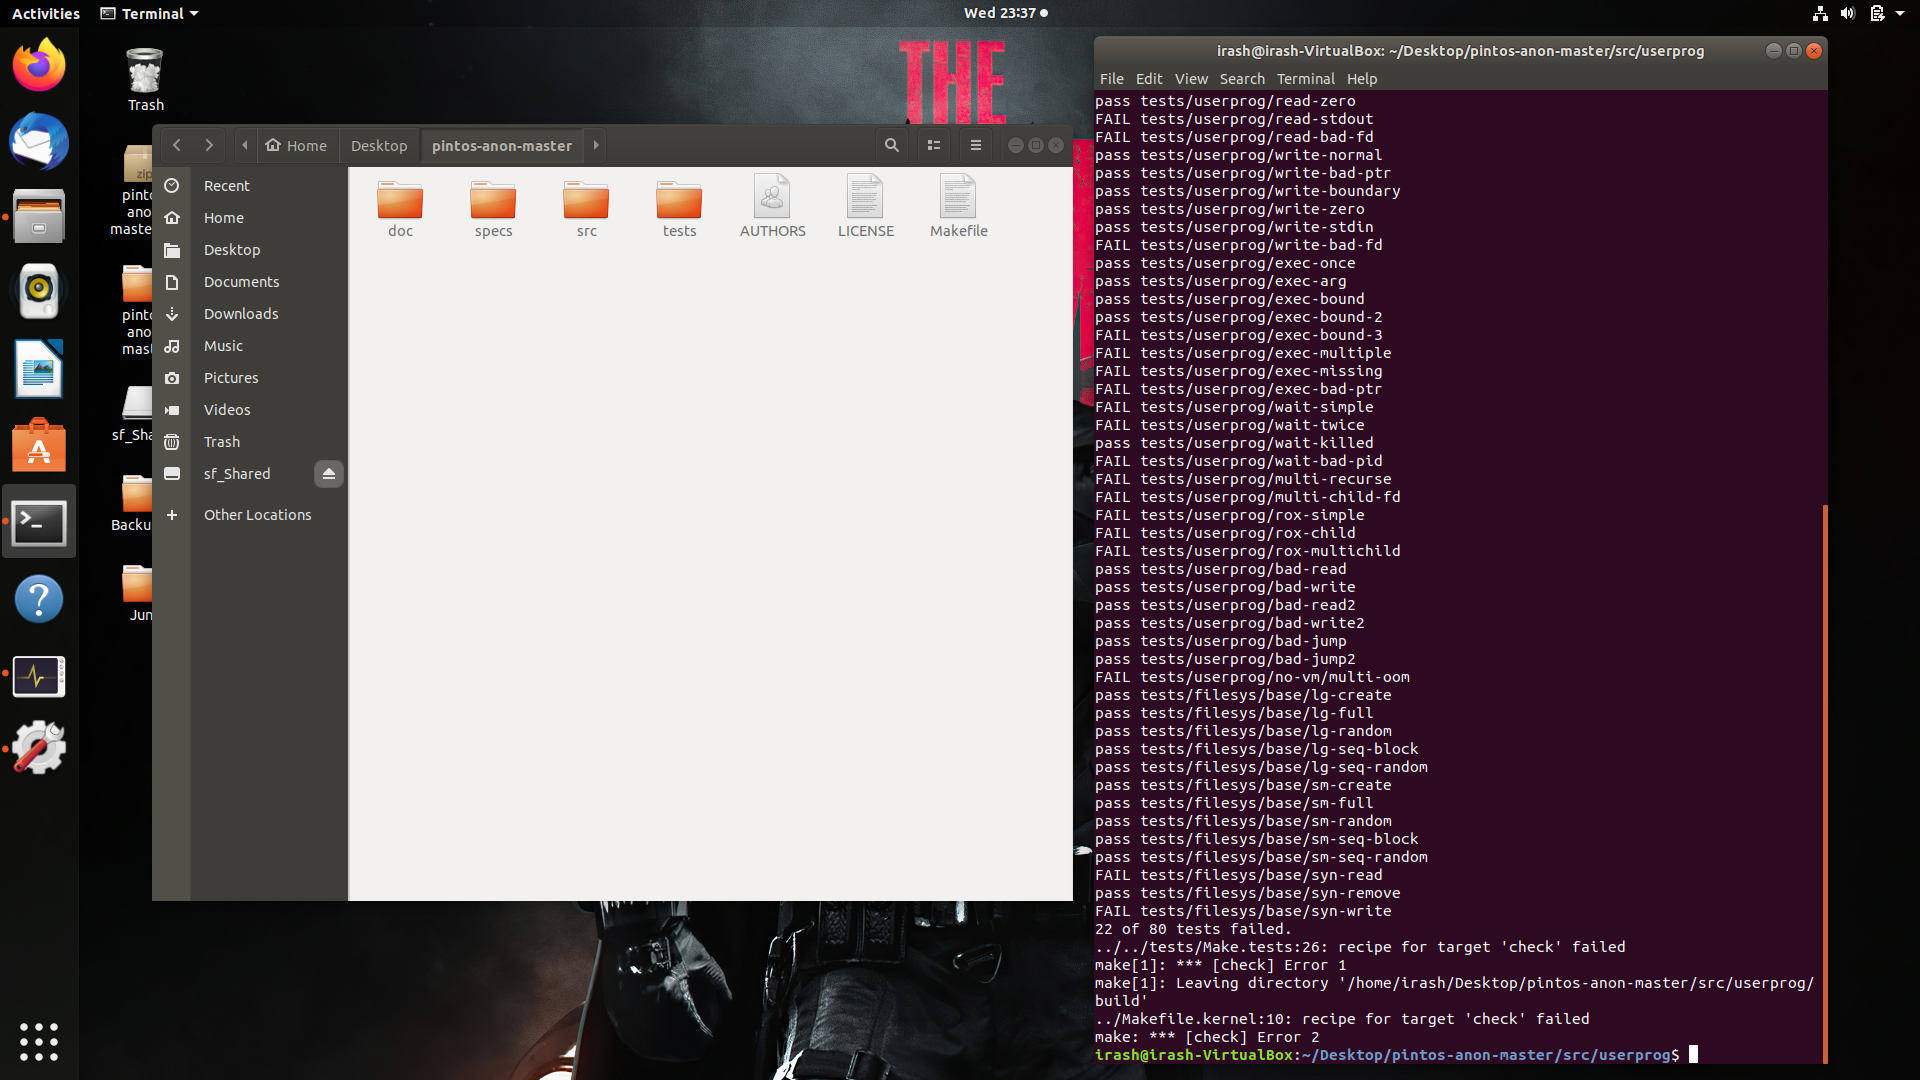 Activities
Terminal
Wed 23:37
THE
Trash
zip
pinto
ano
maste
pinto
ano
mast
sf_Sha
Backu
Jun
Home
Desktop
pintos-anon-master
Recent
Home
Desktop
Documents
Downloads
Music
Pictures
Videos
Trash
sf_Shared
Other Locations
doc
specs
src
tests
AUTHORS
LICENSE
Makefile
irash@irash-VirtualBox: ~/Desktop/pintos-anon-master/src/userprog
File Edit View Search Terminal Help
pass tests/userprog/read-zero
FAIL tests/userprog/read-stdout
FAIL tests/userprog/read-bad-fd
pass tests/userprog/write-normal
pass tests/userprog/write-bad-ptr
pass tests/userprog/write-boundary
pass tests/userprog/write-zero
pass tests/userprog/write-stdin
FAIL tests/userprog/write-bad-fd
pass tests/userprog/exec-once
pass tests/userprog/exec-arg
pass tests/userprog/exec-bound
pass tests/userprog/exec-bound-2
FAIL tests/userprog/exec-bound-3
FAIL tests/userprog/exec-multiple
FAIL tests/userprog/exec-missing
FAIL tests/userprog/exec-bad-ptr
FAIL tests/userprog/wait-simple
FAIL tests/userprog/wait-twice
pass tests/userprog/wait-killed
FAIL tests/userprog/wait-bad-pid
FAIL tests/userprog/multi-recurse
FAIL tests/userprog/multi-child-fd
FAIL tests/userprog/rox-simple
FAIL tests/userprog/rox-child
FAIL tests/userprog/rox-multichild
pass tests/userprog/bad-read
pass tests/userprog/bad-write
pass tests/userprog/bad-read2
pass tests/userprog/bad-write2
pass tests/userprog/bad-jump
pass tests/userprog/bad-jump2
FAIL tests/userprog/no-vm/multi-oom
pass tests/filesys/base/lg-create
pass tests/filesys/base/lg-full
pass tests/filesys/base/lg-random
pass tests/filesys/base/lg-seq-block
pass tests/filesys/base/lg-seq-random
pass tests/filesys/base/sm-create
pass tests/filesys/base/sm-full
pass tests/filesys/base/sm-random
pass tests/filesys/base/sm-seq-block
pass tests/filesys/base/sm-seq-random
FAIL tests/filesys/base/syn-read
pass tests/filesys/base/syn-remove
FAIL tests/filesys/base/syn-write
22 of 80 tests failed.
../../tests/Make.tests:26: recipe for target 'check' failed
make[1]: *** [check] Error 1
make[1]: Leaving directory '/home/irash/Desktop/pintos-anon-master/src/userprog/
build'
../Makefile.kernel:10: recipe for target 'check' failed
make: *** [check] Error 2
irash@irash-VirtualBox:~/Desktop/pintos-anon-master/src/userprog$